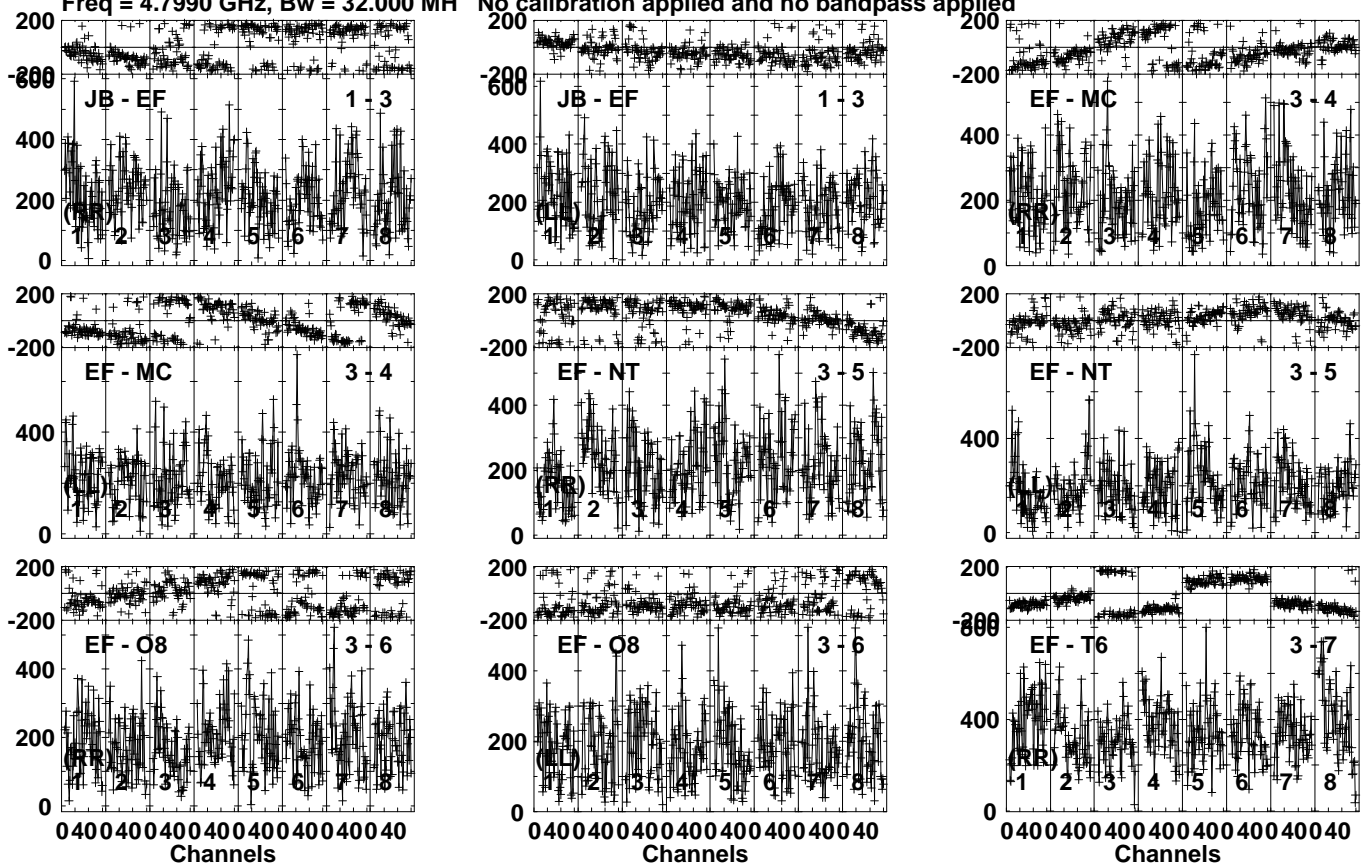 Freq = 4.7990 GHz, Bw = 32.000 MH No calibration applied and no bandpass applied
200
-200
600
400
200
0
JB - EF 1 - 3
(RR)
1 2 3 4 5 6 7 8
200
-200
600
400
200
0
JB - EF 1 - 3
(LL)
1 2 3 4 5 6 7 8
200
-200
400
200
0
EF - MC 3 - 4
(RR)
1 2 3 4 5 6 7 8
200
-200
400
0
EF - MC 3 - 4
(LL)
1 2 3 4 5 6 7 8
200
-200
400
200
0
EF - NT 3 - 5
(RR)
1 2 3 4 5 6 7 8
200
-200
400
0
EF - NT 3 - 5
(LL)
1 2 3 4 5 6 7 8
200
-200
400
200
0
EF - O8 3 - 6
(RR)
1 2 3 4 5 6 7 8
0 40 0 40 0 40 0 40 0 40 0 40 0 40 0 40
Channels
200
-200
400
200
0
EF - O8 3 - 6
(LL)
1 2 3 4 5 6 7 8
0 40 0 40 0 40 0 40 0 40 0 40 0 40 0 40
Channels
200
-200
800
400
0
EF - T6 3 - 7
(RR)
1 2 3 4 5 6 7 8
0 40 0 40 0 40 0 40 0 40 0 40 0 40 0 40
Channels